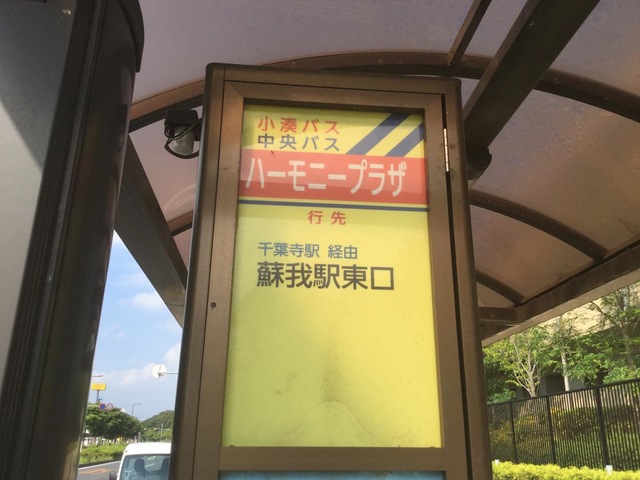 小湊バス
中央バス
ハーモニープラザ
行先
千葉寺駅 経由
蘇我駅東口